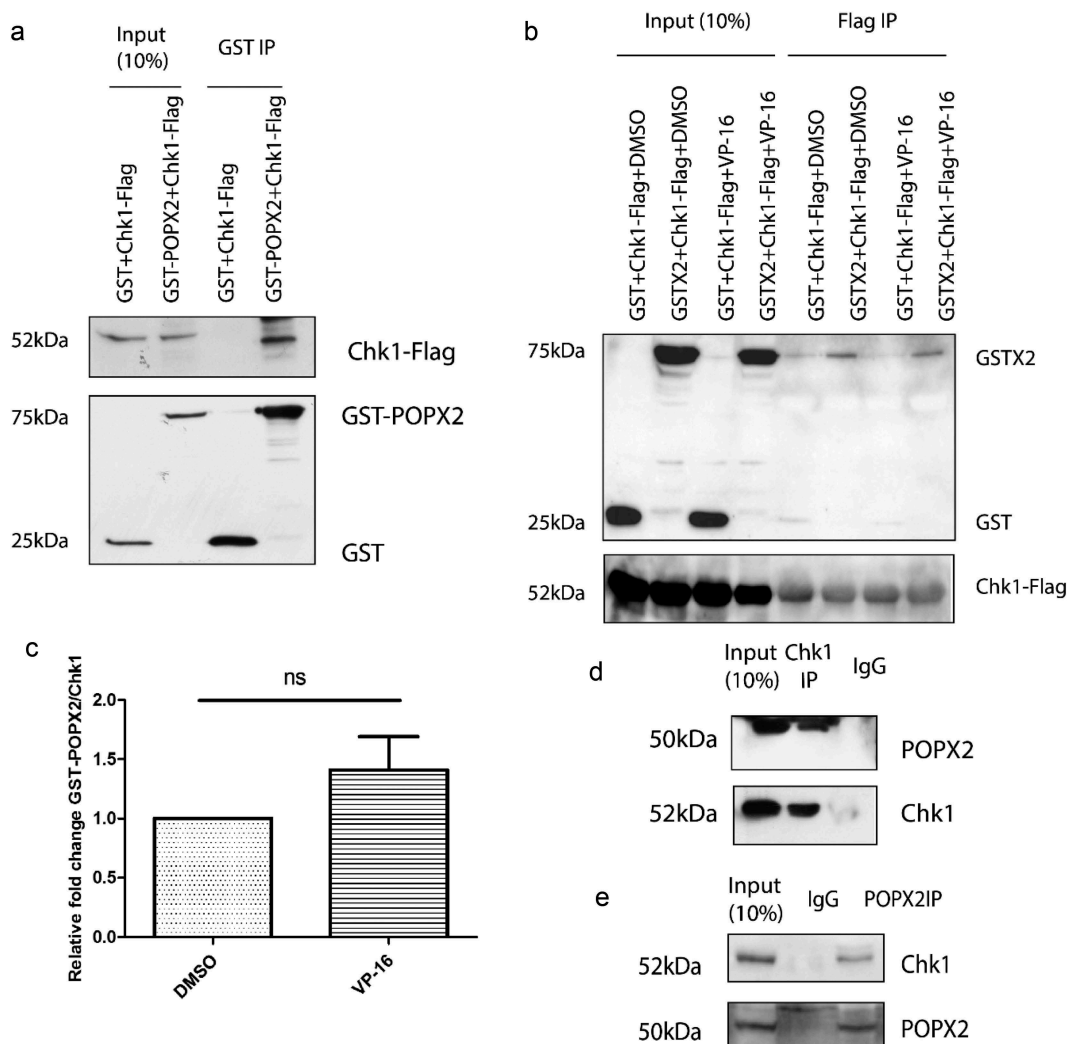 a
Input
(10%)
GST IP
GST+Chk1-Flag
GST-POPX2+Chk1-Flag
GST+Chk1-Flag
GST-POPX2+Chk1-Flag
52kDa
Chk1-Flag
75kDa
GST-POPX2
25kDa
GST
b
Input (10%)
Flag IP
GST+Chk1-Flag+DMSO
GSTX2+Chk1-Flag+DMSO
GST+Chk1-Flag+VP-16
GSTX2+Chk1-Flag+VP-16
GST+Chk1-Flag+DMSO
GSTX2+Chk1-Flag+DMSO
GST+Chk1-Flag+VP-16
GSTX2+Chk1-Flag+VP-16
75kDa
GSTX2
25kDa
GST
52kDa
Chk1-Flag
c
Relative fold change GST-POPX2/Chk1
2.0
1.5
1.0
0.5
0.0
ns
DMSO
VP-16
d
Input
(10%)
Chk1
IP
IgG
50kDa
POPX2
52kDa
Chk1
e
Input
(10%)
IgG
POPX2IP
52kDa
Chk1
50kDa
POPX2